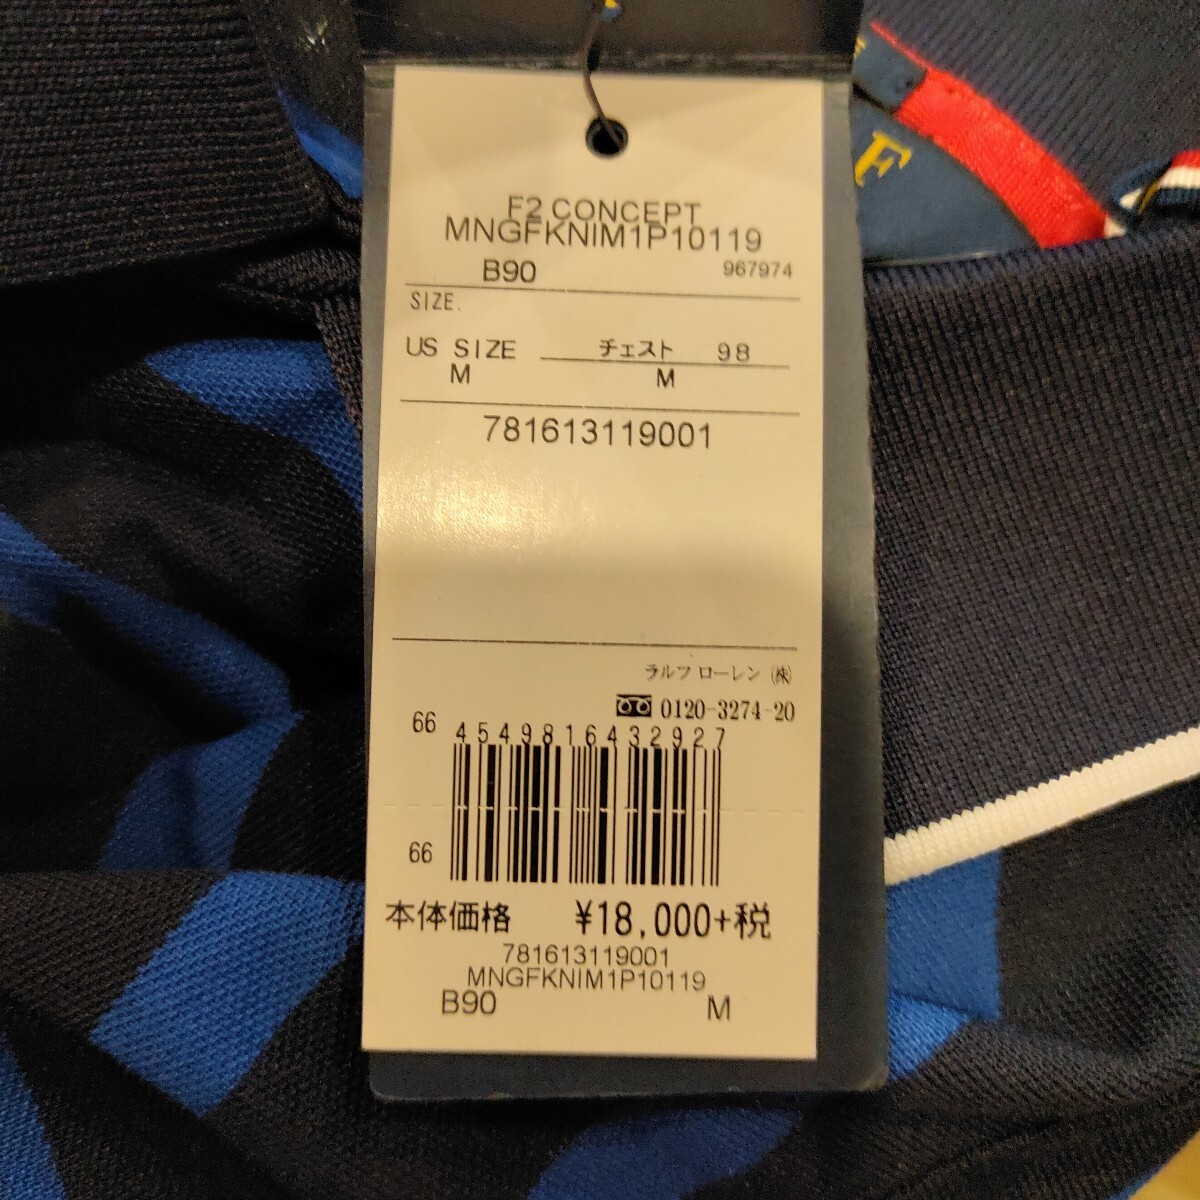 F
F2 CONCEPT
MNGFKNIM1P10119
B90 967974
SIZE.
US SIZE チェスト 98
M M
781613119001
ラルフ ローレン ㈱
0120-3274-20
66 4549816432927
66
本体価格 ¥18,000+税
781613119001
MNGFKNIM1P10119
B90 M